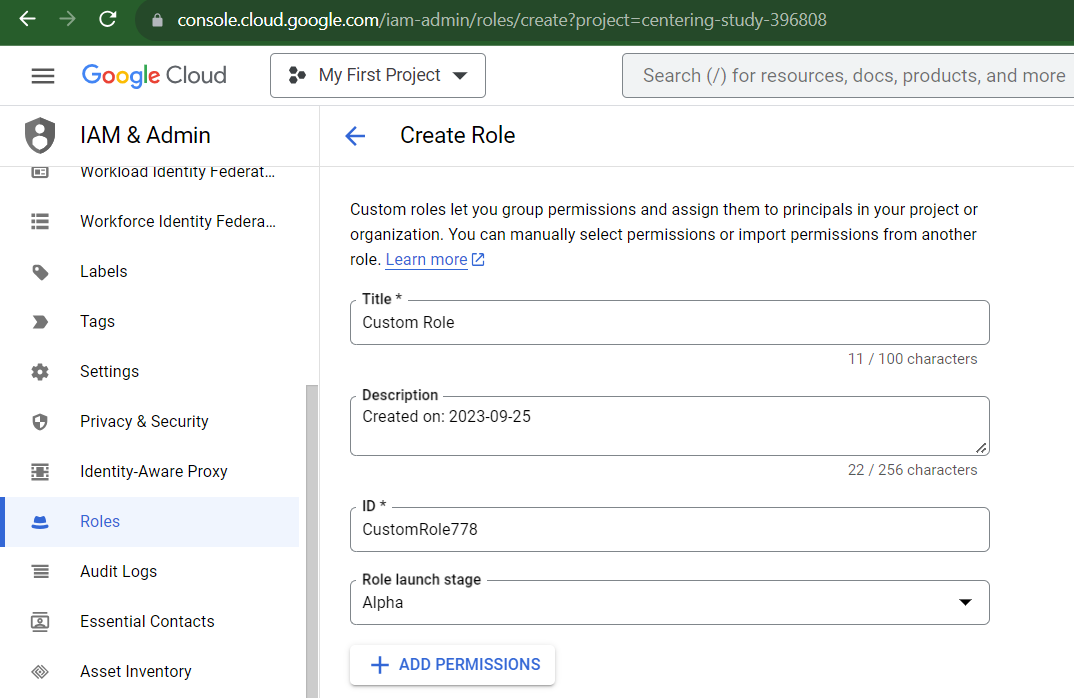 console.cloud.google.com/iam-admin/roles/create?project=centering-study-396808
Google Cloud
My First Project
Search (/) for resources, docs, products, and more
IAM & Admin
Workload Identity Federat...
Workforce Identity Federa...
Labels
Tags
Settings
Privacy & Security
Identity-Aware Proxy
Roles
Audit Logs
Essential Contacts
Asset Inventory
Create Role
Custom roles let you group permissions and assign them to principals in your project or
organization. You can manually select permissions or import permissions from another
role. Learn more
Title *
Custom Role
11 / 100 characters
Description
Created on: 2023-09-25
22 / 256 characters
ID *
CustomRole778
Role launch stage
Alpha
ADD PERMISSIONS